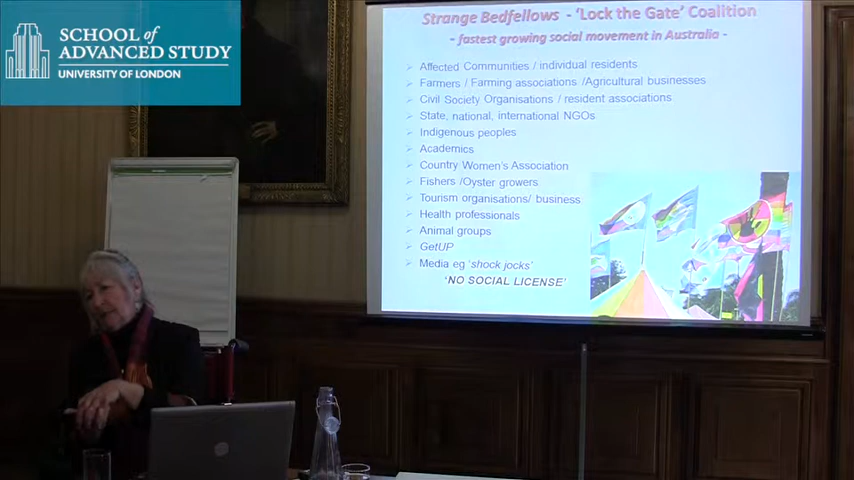 SCHOOL of
ADVANCED STUDY
UNIVERSITY OF LONDON
Strange Bedfellows - 'Lock the Gate' Coalition
- fastest growing social movement in Australia -
Affected Communities / individual residents
Farmers / Farming associations /Agricultural businesses
Civil Society Organisations / resident associations
State, national, international NGOs
Indigenous peoples
Academics
Country Women's Association
Fishers /Oyster growers
Tourism organisations/ business
Health professionals
Animal groups
GetUP
Media eg 'shock jocks'
'NO SOCIAL LICENSE'